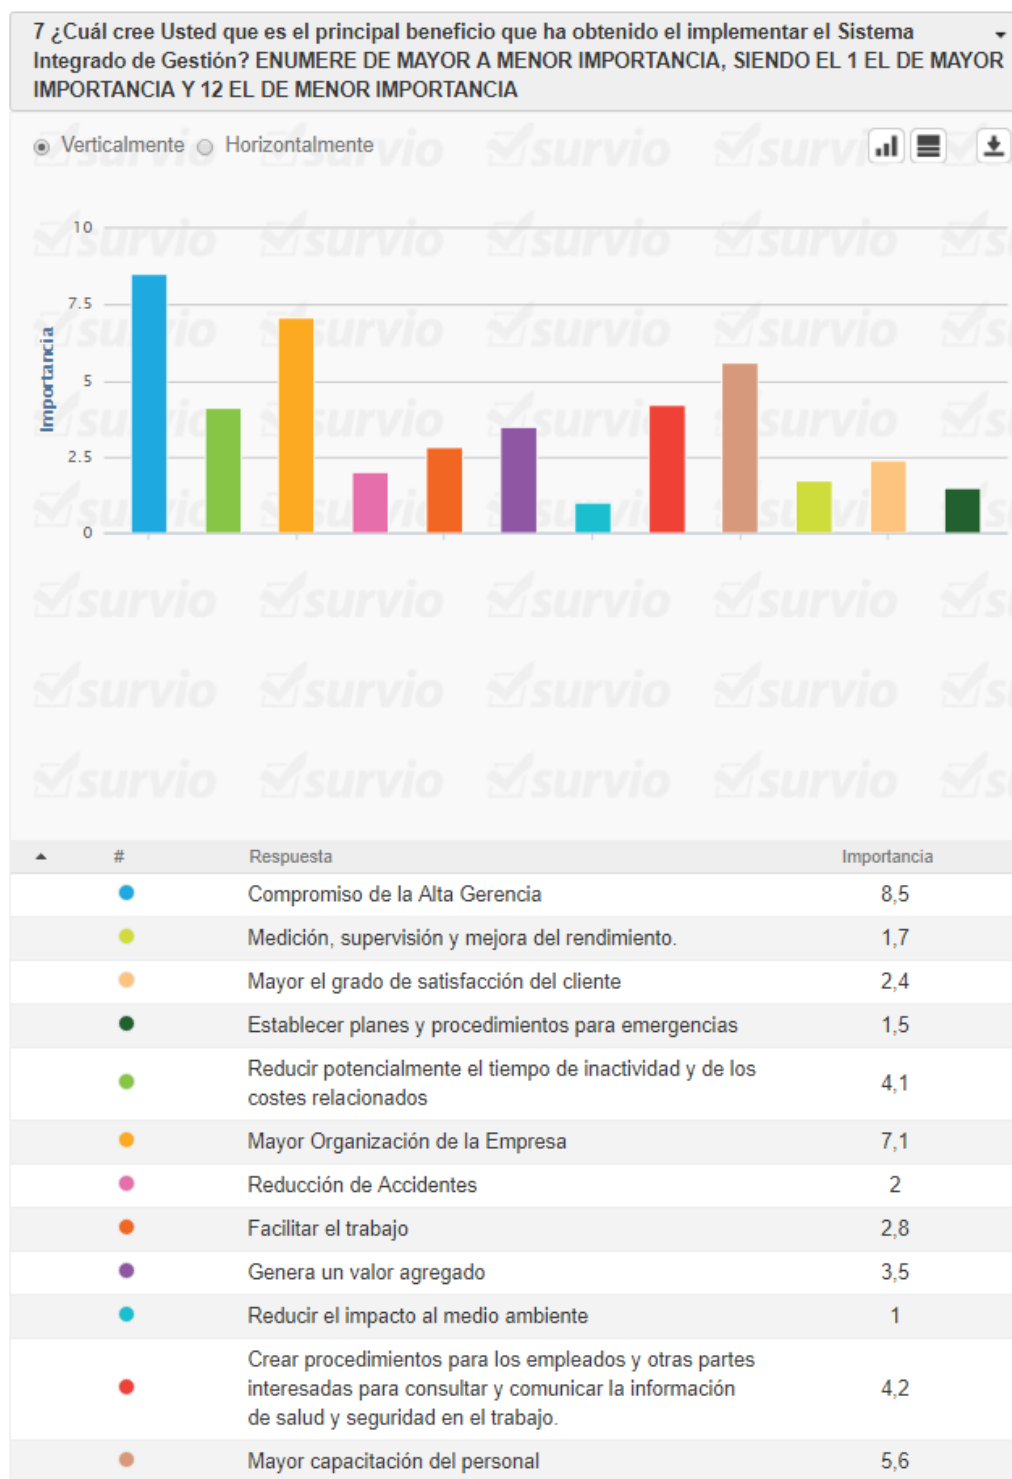 7 ¿Cuál cree Usted que es el principal beneficio que ha obtenido el implementar el Sistema
Integrado de Gestión? ENUMERE DE MAYOR A MENOR IMPORTANCIA, SIENDO EL 1 EL DE MAYOR
IMPORTANCIA Y 12 EL DE MENOR IMPORTANCIA
Verticalmente Horizontalmente
survio survio survio survio
10
7.5
5
2.5
0
Importancia
# Respuesta Importancia
Compromiso de la Alta Gerencia 8,5
Medición, supervisión y mejora del rendimiento. 1,7
Mayor el grado de satisfacción del cliente 2,4
Establecer planes y procedimientos para emergencias 1,5
Reducir potencialmente el tiempo de inactividad y de los
costes relacionados 4,1
Mayor Organización de la Empresa 7,1
Reducción de Accidentes 2
Facilitar el trabajo 2,8
Genera un valor agregado 3,5
Reducir el impacto al medio ambiente 1
Crear procedimientos para los empleados y otras partes
interesadas para consultar y comunicar la información 4,2
de salud y seguridad en el trabajo.
Mayor capacitación del personal 5,6